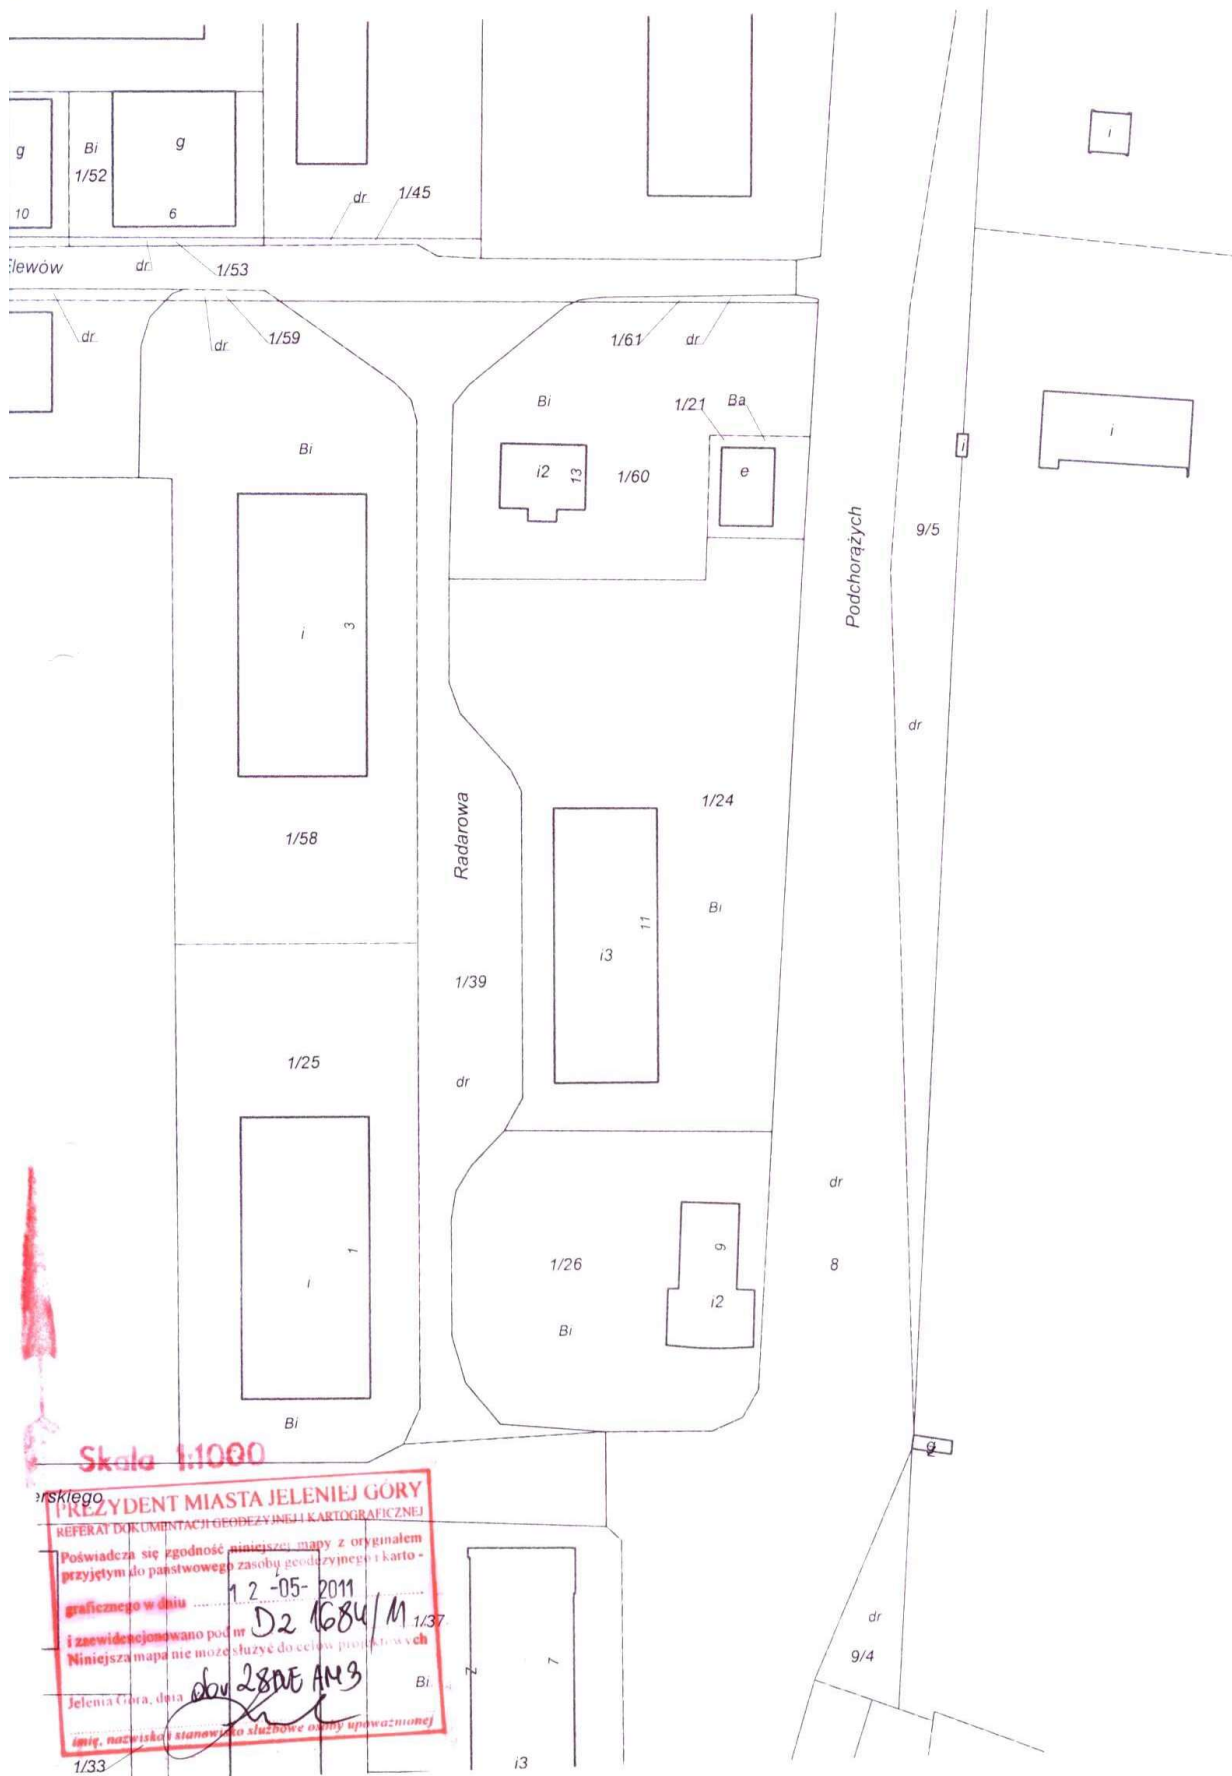 g
Bi
1/52
g
10
6
dr.
1/45
i
lewów
dr.
1/53
dr.
dr.
1/59
1/61
dr.
Bi
1/21
Ba
Bi
i2
13
1/60
e
i
i
9/5
Podchorążych
i
3
dr
1/24
Radarowa
1/58
Bi
11
i3
1/39
1/25
dr
dr
1
1/26
9
8
i
i2
Bi
Bi
g
Skala 1:1000
erskiego
PREZYDENT MIASTA JELENIEJ GÓRY
REFERAT DOKUMENTACJI GEODEZYJNEJ I KARTOGRAFICZNEJ
Poświadcza się zgodność niniejszej mapy z oryginałem
przyjętym do państwowego zasobu geodezyjnego i karto -
graficznego w dniu 12 -05- 2011
i zaewidencjonowano pod nr D2 1684/11
1/37
Niniejsza mapa nie może służyć do celów projektowych
Jelenia Góra, dnia obr 28 AM 3
Bi
7
imię, nazwisko i stanowisko służbowe osoby upoważnionej
dr
9/4
1/33
i3